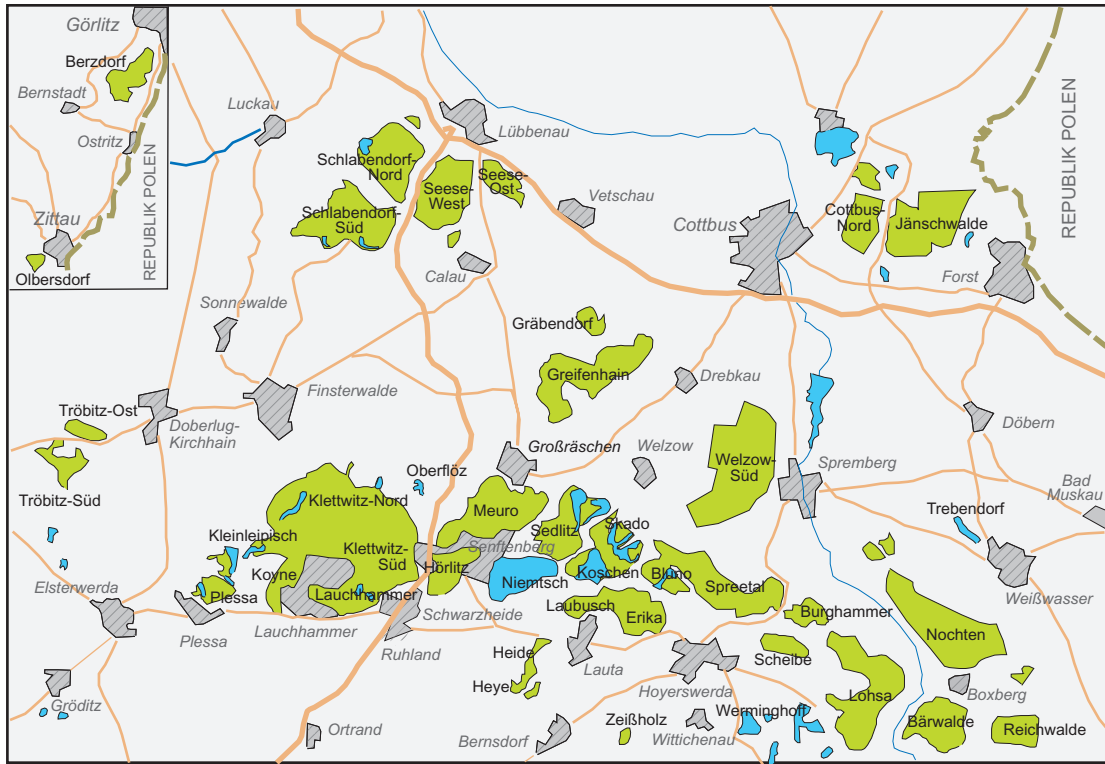 Görlitz
Berzdorf
Bernstadt
Ostritz
Zittau
Olbersdorf
REPUBLIK POLEN
Luckau
Lübbenau
Schlabendorf-
Nord
Seese-
West
Seese-
Ost
Schlabendorf-
Süd
Vetschau
Calau
Cottbus
Cottbus-
Nord
Jänschwalde
Forst
REPUBLIK POLEN
Sonnewalde
Gräbendorf
Greifenhain
Drebkau
Finsterwalde
Tröbitz-Ost
Doberlug-
Kirchhain
Tröbitz-Süd
Großräschen
Welzow
Welzow-
Süd
Spremberg
Döbern
Bad
Muskau
Oberflöz
Klettwitz-Nord
Meuro
Sedlitz
Skado
Trebendorf
Kleinleipisch
Klettwitz-
Süd
Senftenberg
Hörlitz
Niemtsch
Koschen
Bluno
Spreetal
Koyne
Lauchhammer
Plessa
Elsterwerda
Plessa
Lauchhammer
Schwarzheide
Ruhland
Laubusch
Erika
Burghammer
Weißwasser
Nochten
Scheibe
Heide
Heye
Lauta
Hoyerswerda
Lohsa
Boxberg
Gröditz
Ortrand
Bernsdorf
Zeißholz
Werminghoff
Wittichenau
Bärwalde
Reichwalde